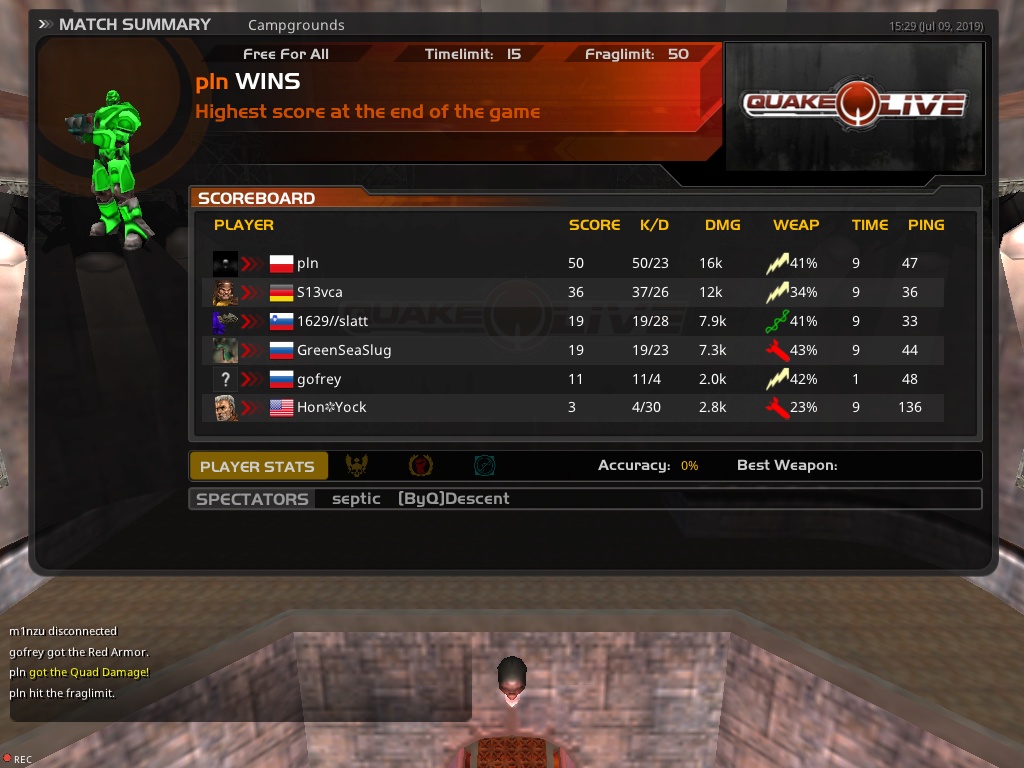 MATCH SUMMARY Campgrounds 15:29 (Jul 09, 2019)
Free For All Timelimit: 15 Fraglimit: 50
pln WINS
Highest score at the end of the game
QUAKE LIVE
SCOREBOARD
PLAYER SCORE K/D DMG WEAP TIME PING
pln 50 50/23 16k 41% 9 47
S13vca 36 37/26 12k 34% 9 36
1629//slatt 19 19/28 7.9k 41% 9 33
GreenSeaSlug 19 19/23 7.3k 43% 9 44
? gofrey 11 11/4 2.0k 42% 1 48
Hon✲Yock 3 4/30 2.8k 23% 9 136
QUAKE LIVE
PLAYER STATS Accuracy: 0% Best Weapon:
SPECTATORS septic [ByQ]Descent
m1nzu disconnected
gofrey got the Red Armor.
pln got the Quad Damage!
pln hit the fraglimit.
REC